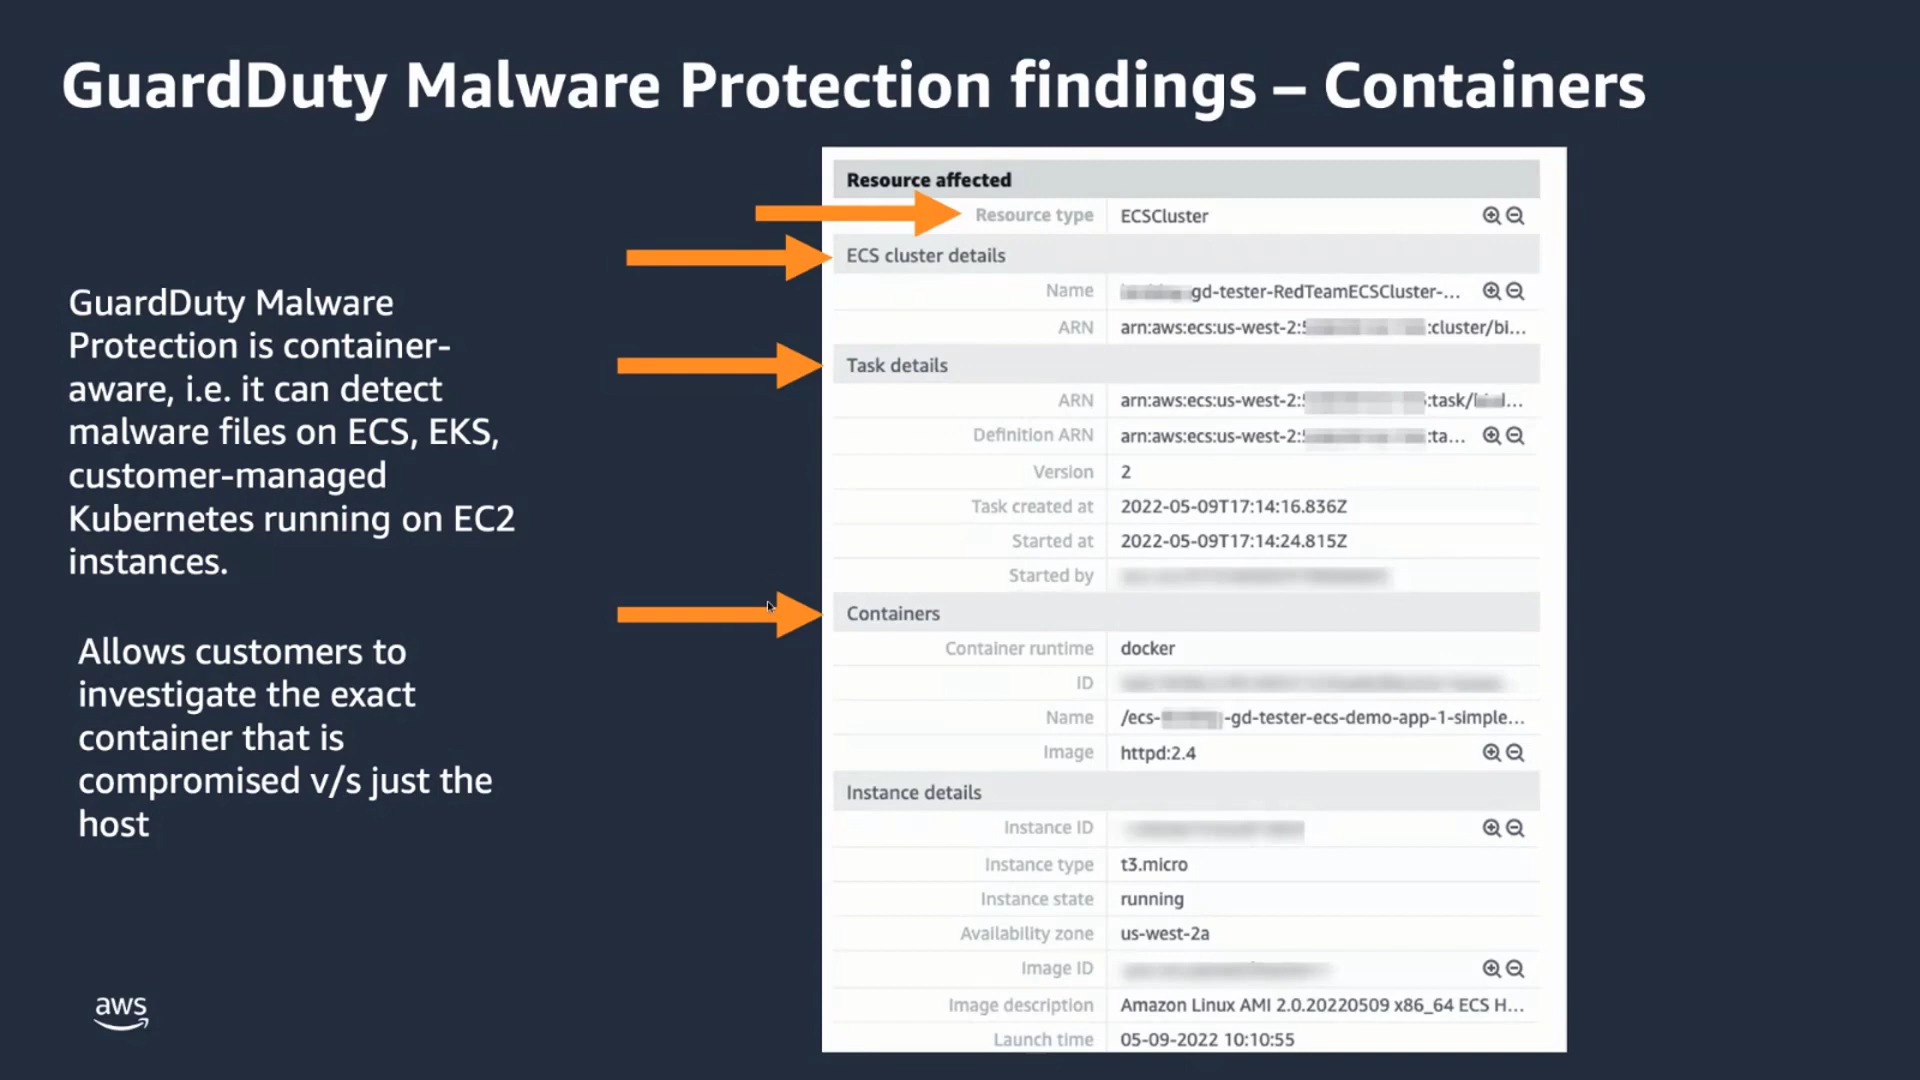 GuardDuty Malware Protection findings – Containers
GuardDuty Malware
Protection is container-
aware, i.e. it can detect
malware files on ECS, EKS,
customer-managed
Kubernetes running on EC2
instances.
Allows customers to
investigate the exact
container that is
compromised v/s just the
host
Resource affected
Resource type ECSCluster
ECS cluster details
Name gd-tester-RedTeamECSCluster-...
ARN arn:aws:ecs:us-west-2: :cluster/bi...
Task details
ARN arn:aws:ecs:us-west-2: :task/ ...
Definition ARN arn:aws:ecs:us-west-2: :ta...
Version 2
Task created at 2022-05-09T17:14:16.836Z
Started at 2022-05-09T17:14:24.815Z
Started by
Containers
Container runtime docker
ID
Name /ecs- -gd-tester-ecs-demo-app-1-simple...
Image httpd:2.4
Instance details
Instance ID
Instance type t3.micro
Instance state running
Availability zone us-west-2a
Image ID
Image description Amazon Linux AMI 2.0.20220509 x86_64 ECS H...
Launch time 05-09-2022 10:10:55
aws